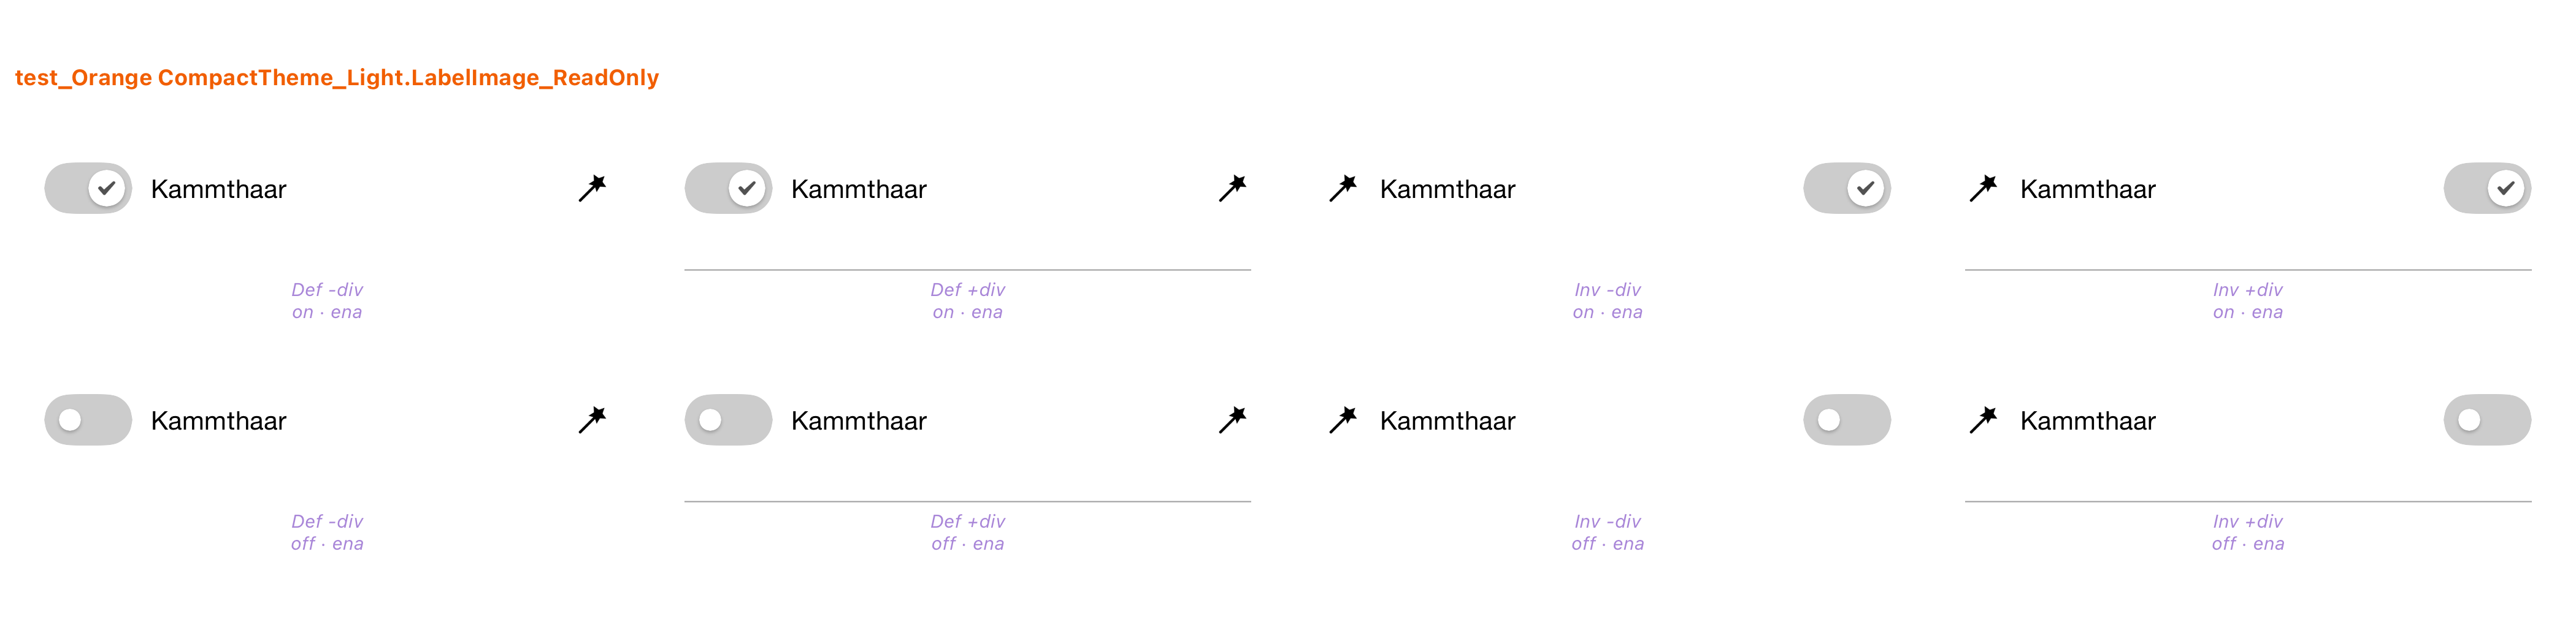 test_Orange CompactTheme_Light.LabelImage_ReadOnly
Kammthaar
Kammthaar
Kammthaar
Kammthaar
Def -div
on · ena
Def +div
on · ena
Inv -div
on · ena
Inv +div
on · ena
Kammthaar
Kammthaar
Kammthaar
Kammthaar
Def -div
off · ena
Def +div
off · ena
Inv -div
off · ena
Inv +div
off · ena